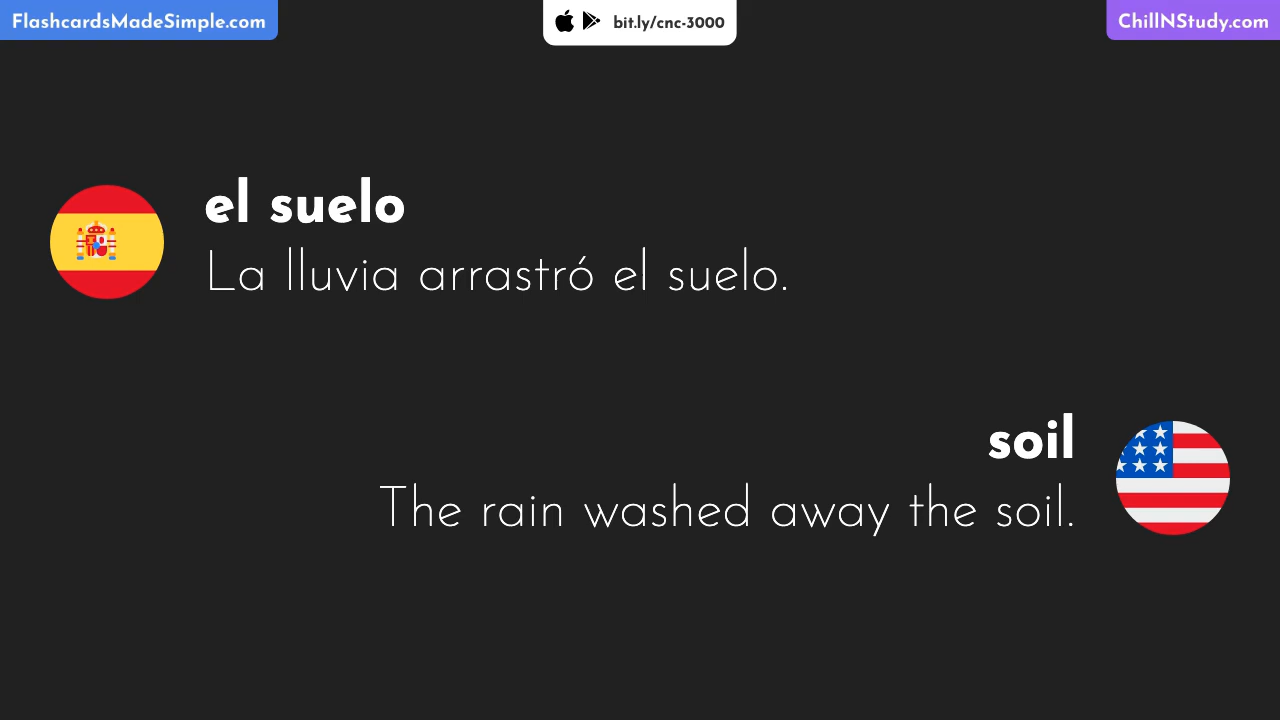 FlashcardsMadeSimple.com
bit.ly/cnc-3000
ChillNStudy.com
el suelo
La lluvia arrastró el suelo.
soil
The rain washed away the soil.